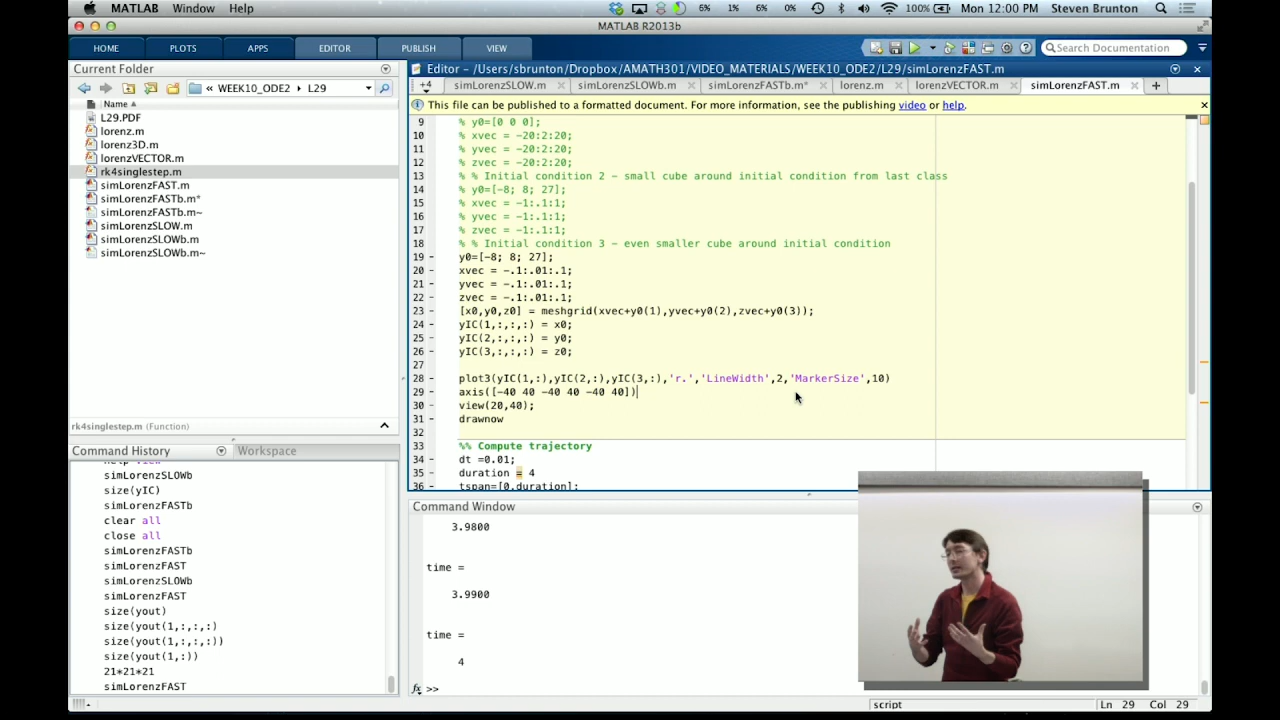 MATLAB Window Help 6% 1% 6% 0% 100% Mon 12:00 PM Steven Brunton
MATLAB R2013b
HOME PLOTS APPS EDITOR PUBLISH VIEW Search Documentation
Current Folder
« WEEK10_ODE2 ▸ L29
Name
L29.PDF
lorenz.m
lorenz3D.m
lorenzVECTOR.m
rk4singlestep.m
simLorenzFAST.m
simLorenzFASTb.m*
simLorenzFASTb.m~
simLorenzSLOW.m
simLorenzSLOWb.m
simLorenzSLOWb.m~
rk4singlestep.m (Function)
Command History Workspace
simLorenzSLOWb
size(yIC)
simLorenzFASTb
clear all
close all
simLorenzFASTb
simLorenzFAST
simLorenzSLOWb
simLorenzFAST
size(yout)
size(yout(1,:,:,:)
size(yout(1,:,:,:))
size(yout(1,:))
21*21*21
simLorenzFAST
Editor - /Users/sbrunton/Dropbox/AMATH301/VIDEO_MATERIALS/WEEK10_ODE2/L29/simLorenzFAST.m
+4 simLorenzSLOW.m simLorenzSLOWb.m simLorenzFASTb.m* lorenz.m lorenzVECTOR.m simLorenzFAST.m
This file can be published to a formatted document. For more information, see the publishing video or help.
9 % y0=[0 0 0];
10 % xvec = -20:2:20;
11 % yvec = -20:2:20;
12 % zvec = -20:2:20;
13 % % Initial condition 2 - small cube around initial condition from last class
14 % y0=[-8; 8; 27];
15 % xvec = -1:.1:1;
16 % yvec = -1:.1:1;
17 % zvec = -1:.1:1;
18 % % Initial condition 3 - even smaller cube around initial condition
19 - y0=[-8; 8; 27];
20 - xvec = -.1:.01:.1;
21 - yvec = -.1:.01:.1;
22 - zvec = -.1:.01:.1;
23 - [x0,y0,z0] = meshgrid(xvec+y0(1),yvec+y0(2),zvec+y0(3));
24 - yIC(1,:,:,:) = x0;
25 - yIC(2,:,:,:) = y0;
26 - yIC(3,:,:,:) = z0;
27
28 - plot3(yIC(1,:),yIC(2,:),yIC(3,:),'r.','LineWidth',2,'MarkerSize',10)
29 - axis([-40 40 -40 40 -40 40])
30 - view(20,40);
31 - drawnow
32
33 %% Compute trajectory
34 - dt =0.01;
35 - duration = 4
36 - tspan=[0,duration];
Command Window
3.9800
time =
3.9900
time =
4
fx >>
script Ln 29 Col 29